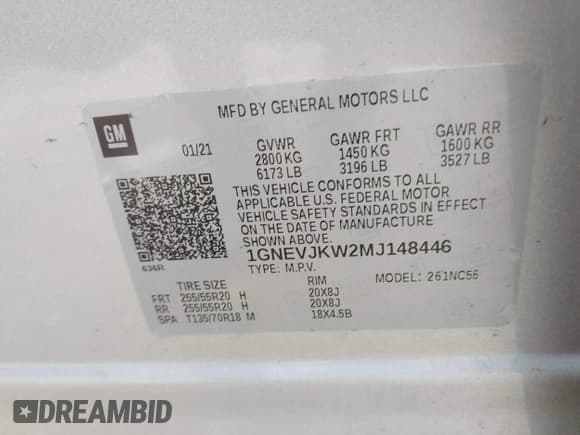 MFD BY GENERAL MOTORS LLC
GM
01/21 GVWR GAWR FRT GAWR RR
2800 KG 1450 KG 1600 KG
6173 LB 3196 LB 3527 LB
THIS VEHICLE CONFORMS TO ALL
APPLICABLE U.S. FEDERAL MOTOR
VEHICLE SAFETY STANDARDS IN EFFECT
ON THE DATE OF MANUFACTURE
SHOWN ABOVE.
636R
1GNEVJKW2MJ148446
TYPE: M.P.V. MODEL: 261NC56
TIRE SIZE RIM
FRT 255/55R20 H 20X8J
RR 255/55R20 H 20X8J
SPA T135/70R18 M 18X4.5B
DREAMBID